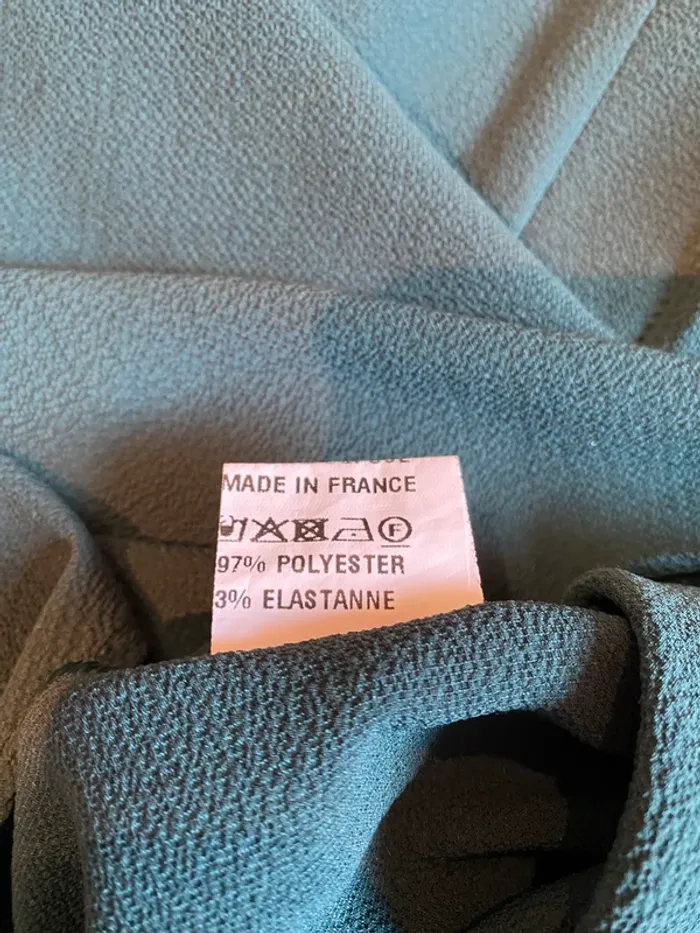 MADE IN FRANCE
F
97% POLYESTER
3% ELASTANNE